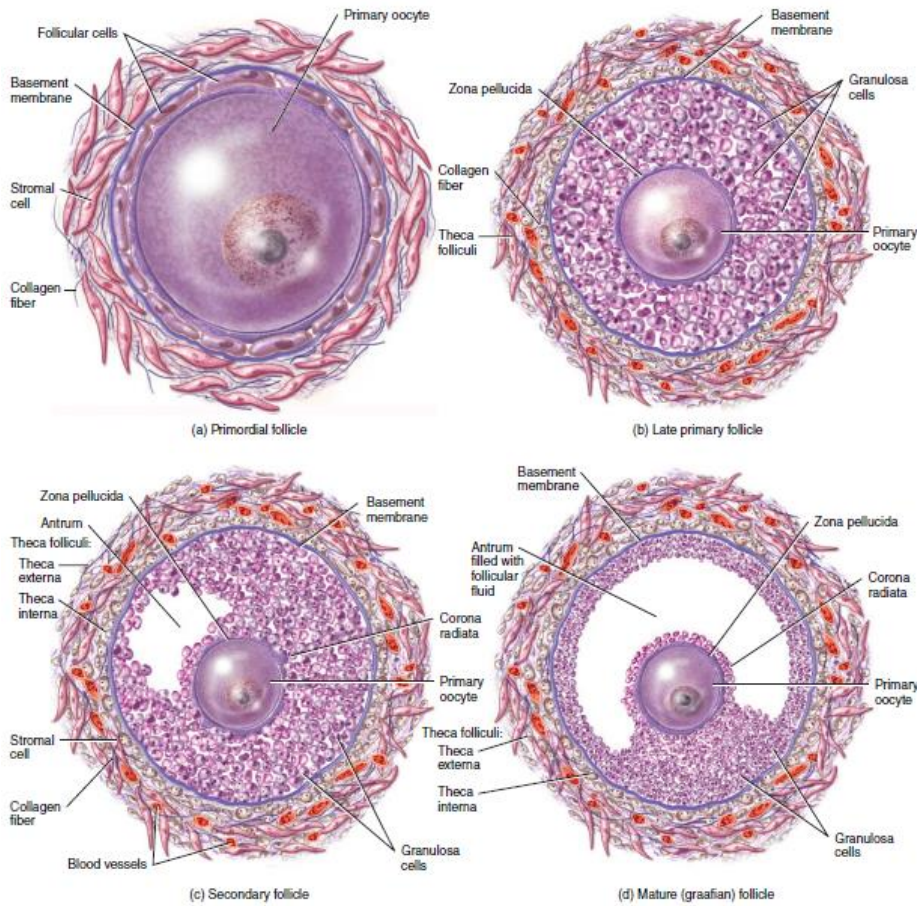 Primary oocyte
Follicular cells
Basement
membrane
Stromal
cell
Collagen
fiber
(a) Primordial follicle
Basement
membrane
Zona pellucida
Granulosa
cells
Collagen
fiber
Theca
folliculi
Primary
oocyte
(b) Late primary follicle
Zona pellucida
Antrum
Theca folliculi:
Theca
externa
Theca
interna
Basement
membrane
Corona
radiata
Primary
oocyte
Stromal
cell
Collagen
fiber
Blood vessels
Granulosa
cells
(c) Secondary follicle
Basement
membrane
Zona pellucida
Antrum
filled with
follicular
fluid
Corona
radiata
Primary
oocyte
Theca folliculi:
Theca
externa
Theca
interna
Granulosa
cells
(d) Mature (graafian) follicle